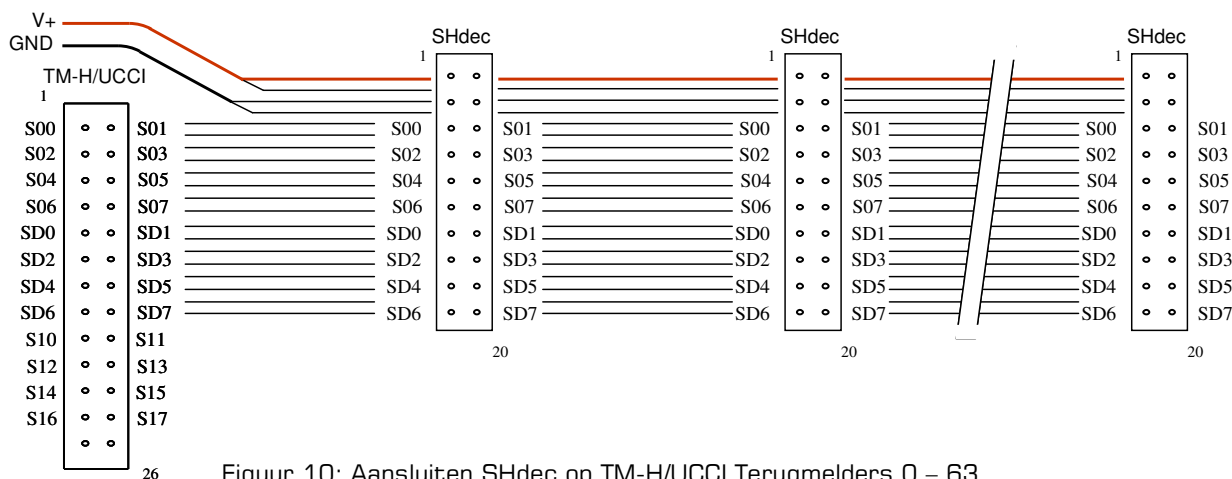 V+
GND
TM-H/UCCI
1
S00 S01
S02 S03
S04 S05
S06 S07
SD0 SD1
SD2 SD3
SD4 SD5
SD6 SD7
S10 S11
S12 S13
S14 S15
S16 S17
26
SHdec
1
S00 S01
S02 S03
S04 S05
S06 S07
SD0 SD1
SD2 SD3
SD4 SD5
SD6 SD7
20
SHdec
1
S00 S01
S02 S03
S04 S05
S06 S07
SD0 SD1
SD2 SD3
SD4 SD5
SD6 SD7
20
SHdec
1
S00 S01
S02 S03
S04 S05
S06 S07
SD0 SD1
SD2 SD3
SD4 SD5
SD6 SD7
20
Figuur 10: Aansluiten SHdec op TM-H/UCCI Terugmelders 0 – 63